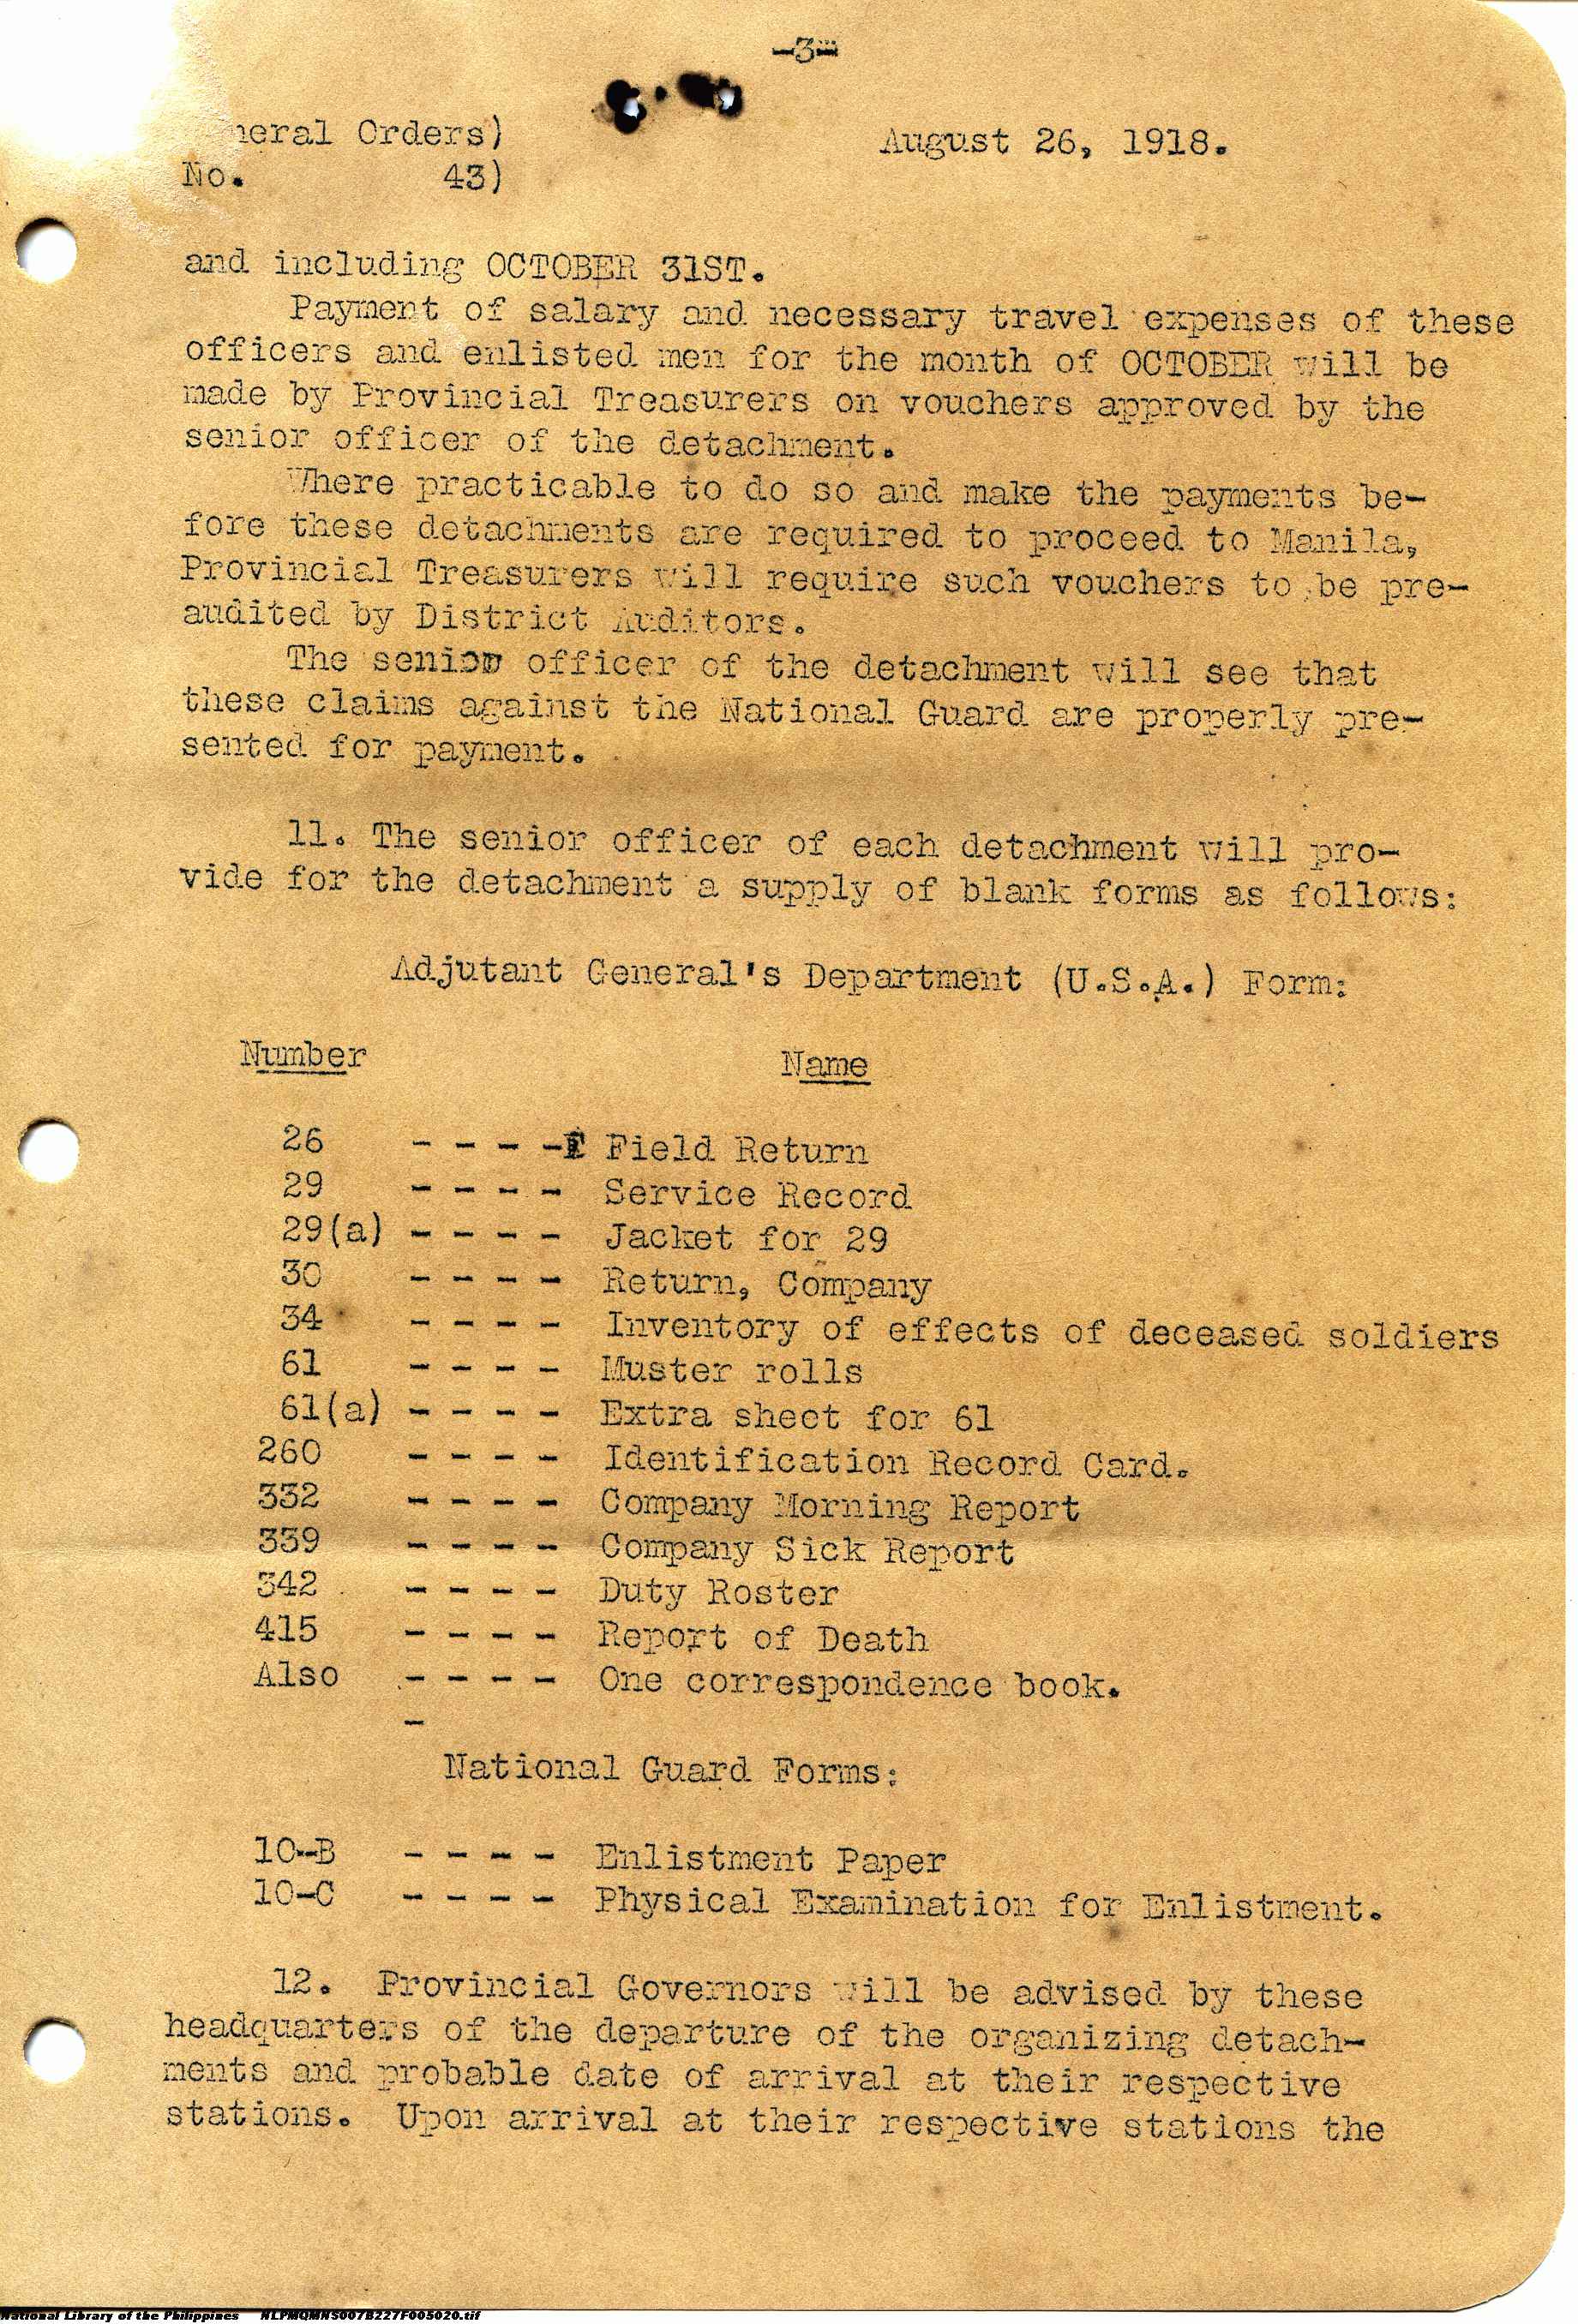 -3-
neral Orders)
August 26, 1918.
No. 43)
and including OCTOBER 31ST.
Payment of salary and necessary travel expenses of these
officers and enlisted men for the month of OCTOBER will be
made by Provincial Treasurers on vouchers approved by the
senior officer of the detachment.
Where practicable to do so and make the payments be-
fore these detachments are required to proceed to Manila,
Provincial Treasurers will require such vouchers to be pre-
audited by District Auditors.
The senior officer of the detachment will see that
these claims against the National Guard are properly pre-
sented for payment.
11. The senior officer of each detachment will pro-
vide for the detachment a supply of blank forms as follows:
Adjutant General's Department (U.S.A.) Form:
Number Name
26 - - - - Field Return
29 - - - - Service Record
29(a) - - - - Jacket for 29
30 - - - - Return, Company
34 - - - - Inventory of effects of deceased soldiers
61 - - - - Muster rolls
61(a) - - - - Extra sheet for 61
260 - - - - Identification Record Card.
332 - - - - Company Morning Report
339 - - - - Company Sick Report
342 - - - - Duty Roster
415 - - - - Report of Death
Also - - - - One correspondence book.
-
National Guard Forms:
10-B - - - - Enlistment Paper
10-C - - - - Physical Examination for Enlistment.
12. Provincial Governors will be advised by these
headquarters of the departure of the organizing detach-
ments and probable date of arrival at their respective
stations. Upon arrival at their respective stations the
National Library of the Philippines NLPMQMNS007B227F005020.tif